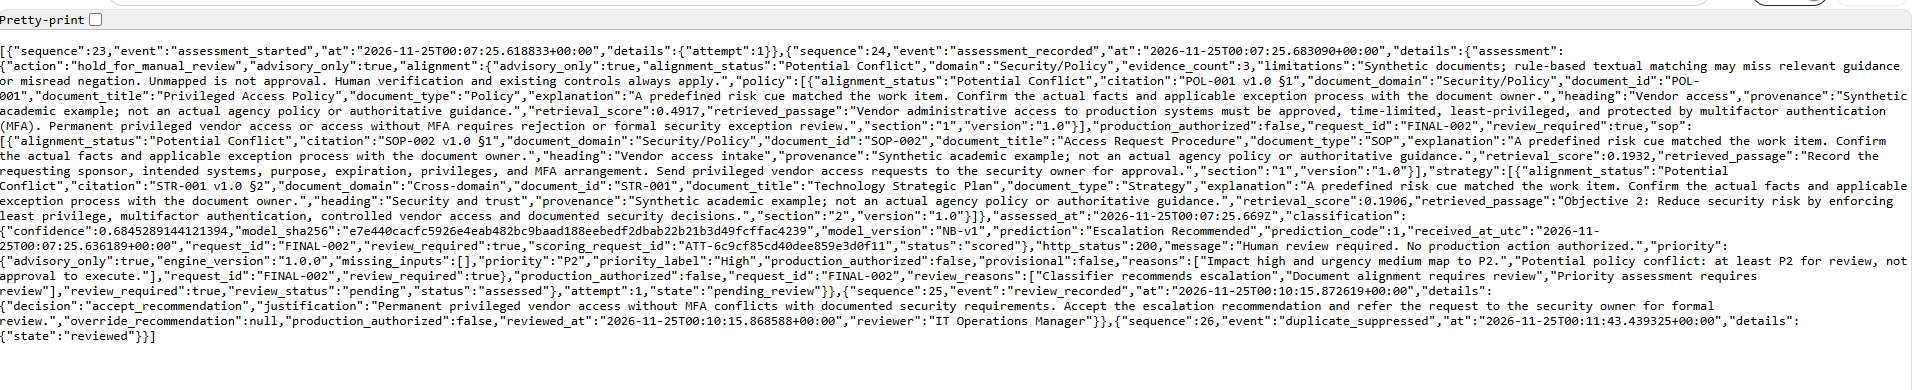 Pretty-print
[{"sequence":23,"event":"assessment_started","at":"2026-11-25T00:07:25.618833+00:00","details":{"attempt":1}},{"sequence":24,"event":"assessment_recorded","at":"2026-11-25T00:07:25.683090+00:00","details":{"assessment":
{"action":"hold_for_manual_review","advisory_only":true,"alignment":{"advisory_only":true,"alignment_status":"Potential Conflict","domain":"Security/Policy","evidence_count":3,"limitations":"Synthetic documents; rule-based textual matching may miss relevant guidance
or misread negation. Unmapped is not approval. Human verification and existing controls always apply.","policy":[{"alignment_status":"Potential Conflict","citation":"POL-001 v1.0 §1","document_domain":"Security/Policy","document_id":"POL-
001","document_title":"Privileged Access Policy","document_type":"Policy","explanation":"A predefined risk cue matched the work item. Confirm the actual facts and applicable exception process with the document owner.","heading":"Vendor access","provenance":"Synthetic
academic example; not an actual agency policy or authoritative guidance.","retrieval_score":0.4917,"retrieved_passage":"Vendor administrative access to production systems must be approved, time-limited, least-privileged, and protected by multifactor authentication
(MFA). Permanent privileged vendor access or access without MFA requires rejection or formal security exception review.","section":"1","version":"1.0"}],"production_authorized":false,"request_id":"FINAL-002","review_required":true,"sop":
[{"alignment_status":"Potential Conflict","citation":"SOP-002 v1.0 §1","document_domain":"Security/Policy","document_id":"SOP-002","document_title":"Access Request Procedure","document_type":"SOP","explanation":"A predefined risk cue matched the work item. Confirm
the actual facts and applicable exception process with the document owner.","heading":"Vendor access intake","provenance":"Synthetic academic example; not an actual agency policy or authoritative guidance.","retrieval_score":0.1932,"retrieved_passage":"Record the
requesting sponsor, intended systems, purpose, expiration, privileges, and MFA arrangement. Send privileged vendor access requests to the security owner for approval.","section":"1","version":"1.0"}],"strategy":[{"alignment_status":"Potential
Conflict","citation":"STR-001 v1.0 §2","document_domain":"Cross-domain","document_id":"STR-001","document_title":"Technology Strategic Plan","document_type":"Strategy","explanation":"A predefined risk cue matched the work item. Confirm the actual facts and applicable
exception process with the document owner.","heading":"Security and trust","provenance":"Synthetic academic example; not an actual agency policy or authoritative guidance.","retrieval_score":0.1906,"retrieved_passage":"Objective 2: Reduce security risk by enforcing
least privilege, multifactor authentication, controlled vendor access and documented security decisions.","section":"2","version":"1.0"}]},"assessed_at":"2026-11-25T00:07:25.669Z","classification":
{"confidence":0.6845289144121394,"model_sha256":"e7e440cacfc5926e4eab482bc9baad188eebedf2dbab22b21b3d49fcffac4239","model_version":"NB-v1","prediction":"Escalation Recommended","prediction_code":1,"received_at_utc":"2026-11-
25T00:07:25.636189+00:00","request_id":"FINAL-002","review_required":true,"scoring_request_id":"ATT-6c9cf85cd40dee859e3d0f11","status":"scored"},"http_status":200,"message":"Human review required. No production action authorized.","priority":
{"advisory_only":true,"engine_version":"1.0.0","missing_inputs":[],"priority":"P2","priority_label":"High","production_authorized":false,"provisional":false,"reasons":["Impact high and urgency medium map to P2.","Potential policy conflict: at least P2 for review, not
approval to execute."],"request_id":"FINAL-002","review_required":true},"production_authorized":false,"request_id":"FINAL-002","review_reasons":["Classifier recommends escalation","Document alignment requires review","Priority assessment requires
review"],"review_required":true,"review_status":"pending","status":"assessed"},"attempt":1,"state":"pending_review"}},{"sequence":25,"event":"review_recorded","at":"2026-11-25T00:10:15.872619+00:00","details":
{"decision":"accept_recommendation","justification":"Permanent privileged vendor access without MFA conflicts with documented security requirements. Accept the escalation recommendation and refer the request to the security owner for formal
review.","override_recommendation":null,"production_authorized":false,"reviewed_at":"2026-11-25T00:10:15.868588+00:00","reviewer":"IT Operations Manager"}},{"sequence":26,"event":"duplicate_suppressed","at":"2026-11-25T00:11:43.439325+00:00","details":
{"state":"reviewed"}}]